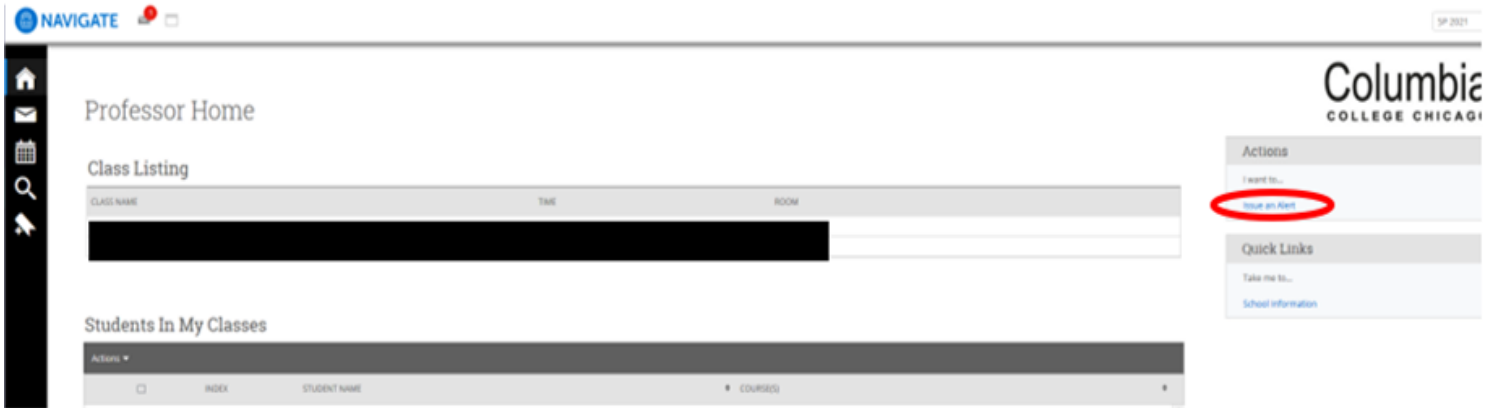 NAVIGATE
SP 2021
Columbia
COLLEGE CHICAG
Professor Home
Class Listing
CLASS NAME TIME ROOM
Actions
I want to...
Issue an Alert
Quick Links
Take me to...
School Information
Students In My Classes
Actions
INDEX STUDENT NAME COURSE(S)